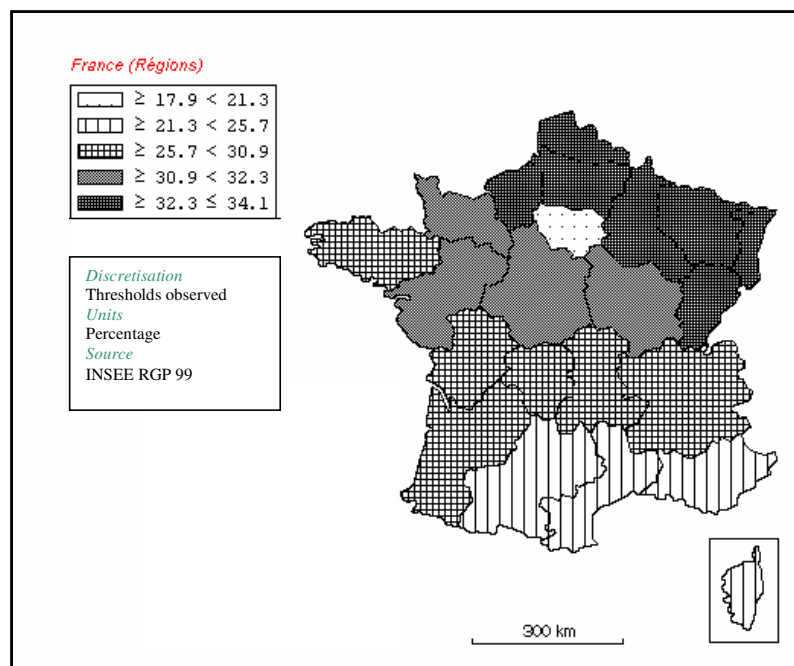 France (Régions)
≥ 17.9 < 21.3
≥ 21.3 < 25.7
≥ 25.7 < 30.9
≥ 30.9 < 32.3
≥ 32.3 ≤ 34.1
Discretisation
Thresholds observed
Units
Percentage
Source
INSEE RGP 99
300 km